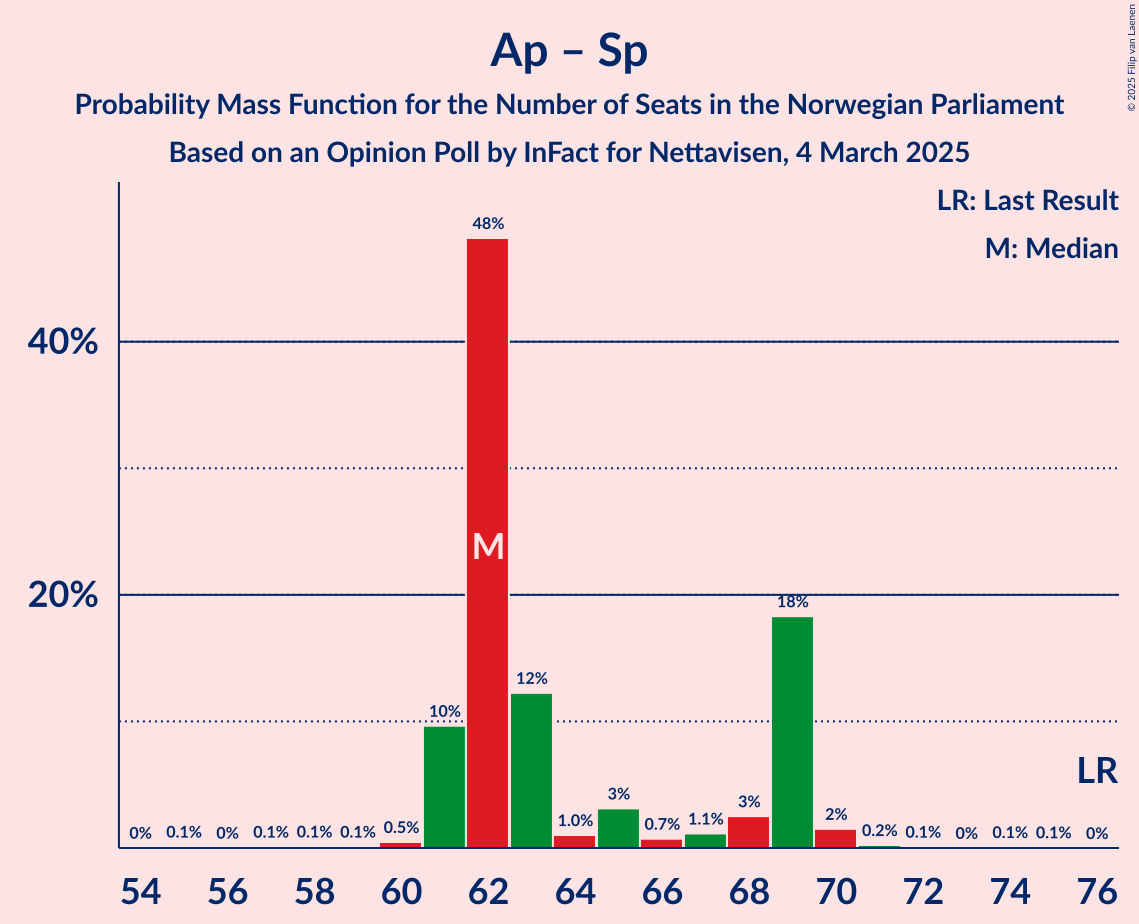 Ap – Sp
Probability Mass Function for the Number of Seats in the Norwegian Parliament
Based on an Opinion Poll by InFact for Nettavisen, 4 March 2025
© 2025 Filip van Laenen
LR: Last Result
M: Median
48%
40%
M
20%
18%
12%
10%
LR
3%
3%
2%
0% 0.1% 0% 0.1% 0.1% 0.1% 0.5% 1.0% 0.7% 1.1% 0.2% 0.1% 0% 0.1% 0.1% 0%
54 56 58 60 62 64 66 68 70 72 74 76